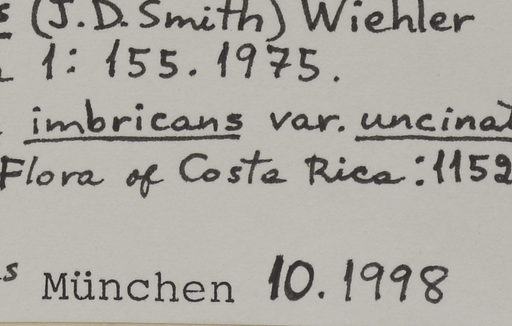 (J.D. Smith) Wiehler
1: 155. 1975.
imbricans var. uncinat
Flora of Costa Rica: 1152
s München 10.1998